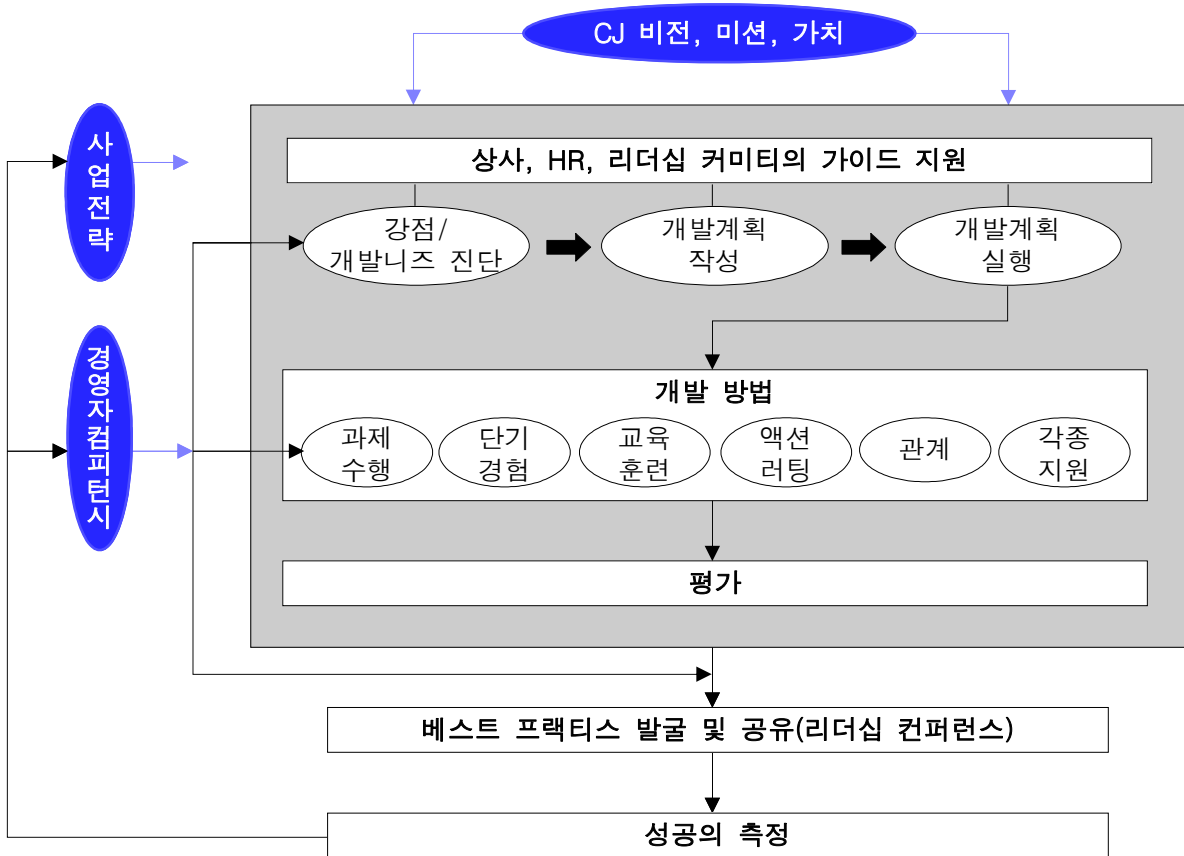 CJ 비전, 미션, 가치
사
업
전
략
상사, HR, 리더십 커미티의 가이드 지원
강점/
개발니즈 진단
개발계획
작성
개발계획
실행
경
영
자
컴
피
턴
시
개발 방법
과제
수행
단기
경험
교육
훈련
액션
러팅
관계
각종
지원
평가
베스트 프랙티스 발굴 및 공유(리더십 컨퍼런스)
성공의 측정